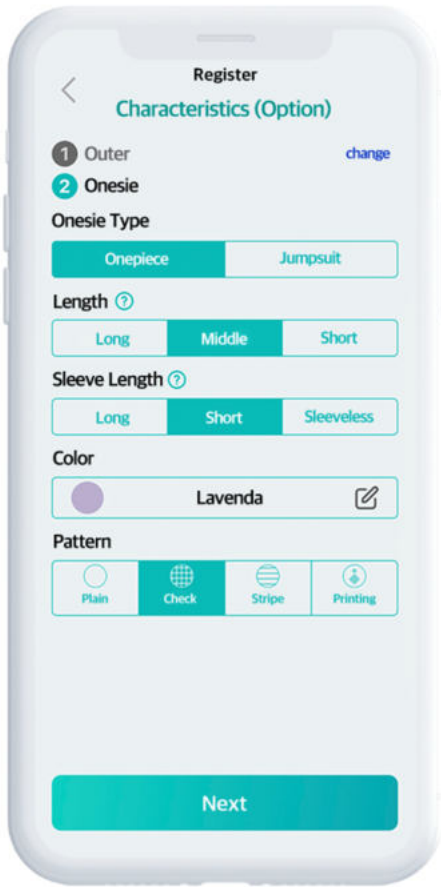 Register
Characteristics (Option)
1 Outer change
2 Onesie
Onesie Type
Onepiece Jumpsuit
Length ?
Long Middle Short
Sleeve Length ?
Long Short Sleeveless
Color
Lavenda
Pattern
Plain Check Stripe Printing
Next